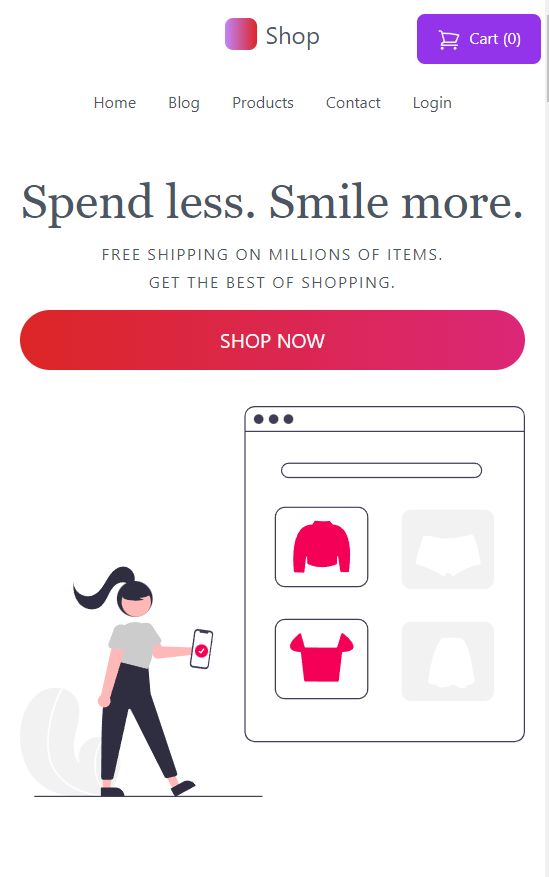 Shop
Cart (0)
Home Blog Products Contact Login
Spend less. Smile more.
FREE SHIPPING ON MILLIONS OF ITEMS.
GET THE BEST OF SHOPPING.
SHOP NOW